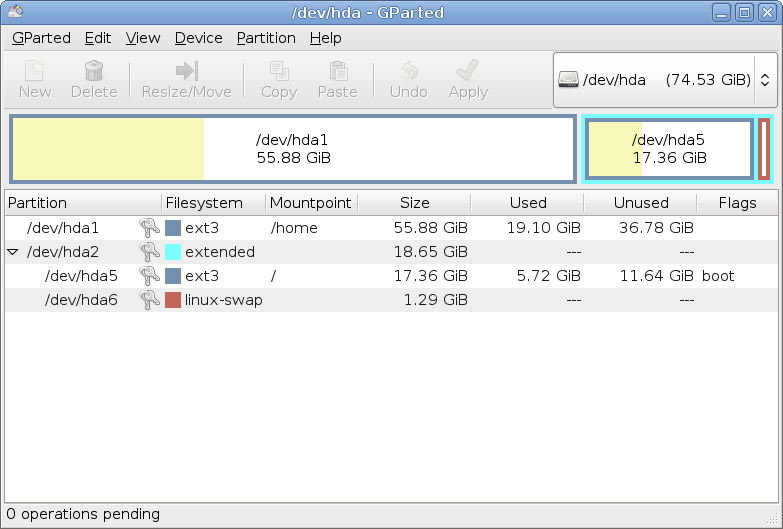 /dev/hda - GParted
GParted Edit View Device Partition Help
New Delete Resize/Move Copy Paste Undo Apply /dev/hda (74.53 GiB)
/dev/hda1 /dev/hda5
55.88 GiB 17.36 GiB
Partition Filesystem Mountpoint Size Used Unused Flags
/dev/hda1 ext3 /home 55.88 GiB 19.10 GiB 36.78 GiB
/dev/hda2 extended 18.65 GiB --- ---
/dev/hda5 ext3 / 17.36 GiB 5.72 GiB 11.64 GiB boot
/dev/hda6 linux-swap 1.29 GiB --- ---
0 operations pending